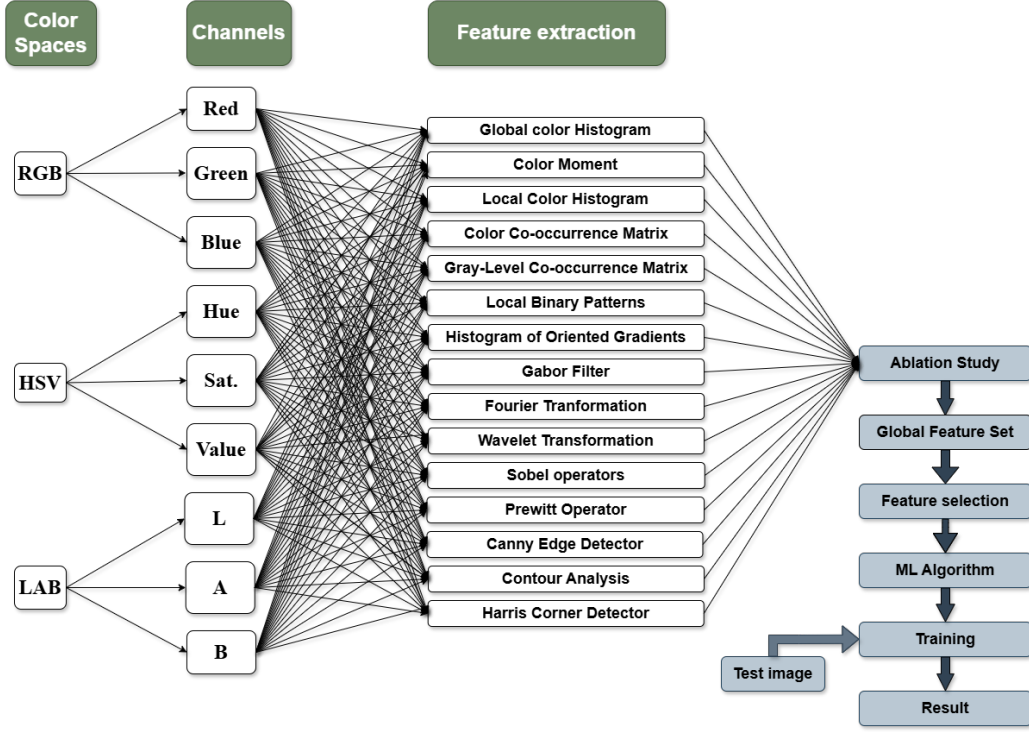 Color
Spaces
Channels
Feature extraction
RGB
HSV
LAB
Red
Green
Blue
Hue
Sat.
Value
L
A
B
Global color Histogram
Color Moment
Local Color Histogram
Color Co-occurrence Matrix
Gray-Level Co-occurrence Matrix
Local Binary Patterns
Histogram of Oriented Gradients
Gabor Filter
Fourier Tranformation
Wavelet Transformation
Sobel operators
Prewitt Operator
Canny Edge Detector
Contour Analysis
Harris Corner Detector
Ablation Study
Global Feature Set
Feature selection
ML Algorithm
Training
Test image
Result